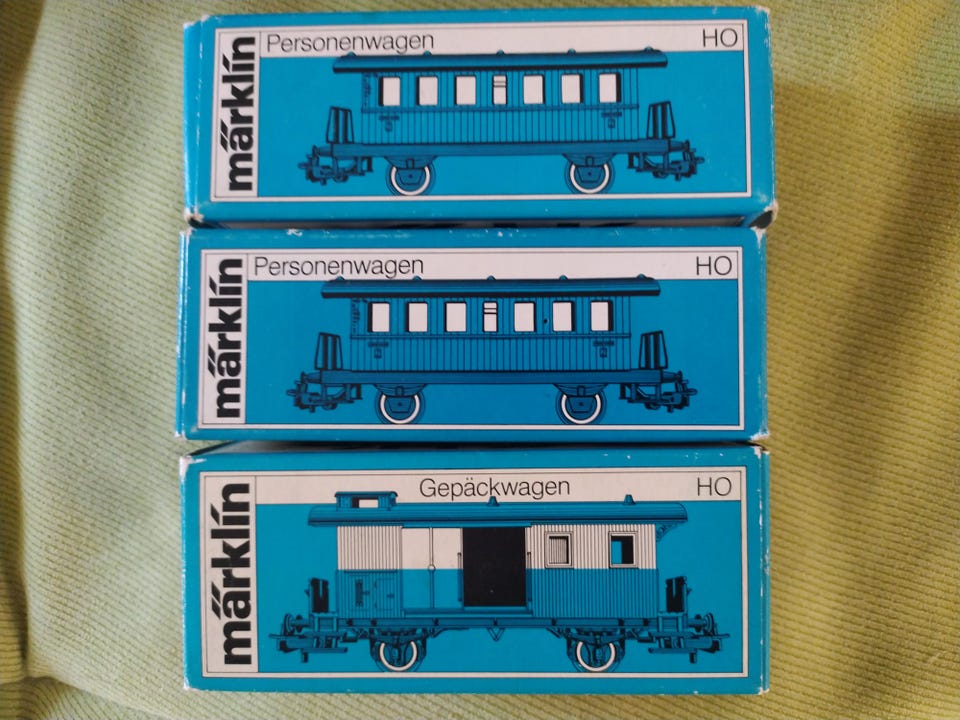 märklin
Personenwagen
HO
märklin
Personenwagen
HO
märklin
Gepäckwagen
HO